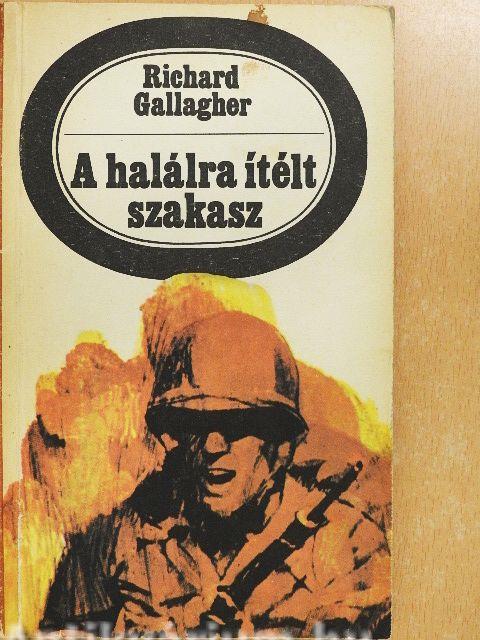 Richard
Gallagher
A halálra ítélt
szakasz